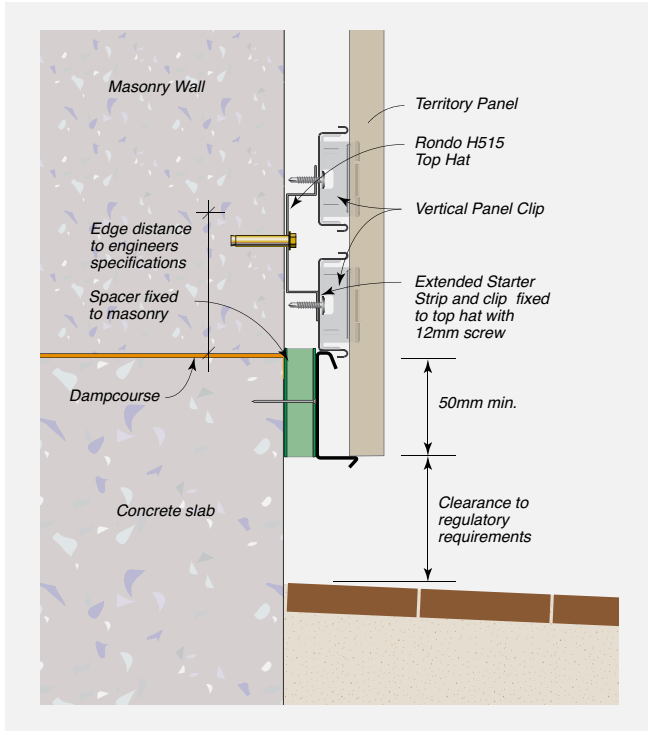 Masonry Wall
Territory Panel
Rondo H515
Top Hat
Vertical Panel Clip
Edge distance
to engineers
specifications
Extended Starter
Strip and clip fixed
to top hat with
12mm screw
Spacer fixed
to masonry
Dampcourse
50mm min.
Concrete slab
Clearance to
regulatory
requirements